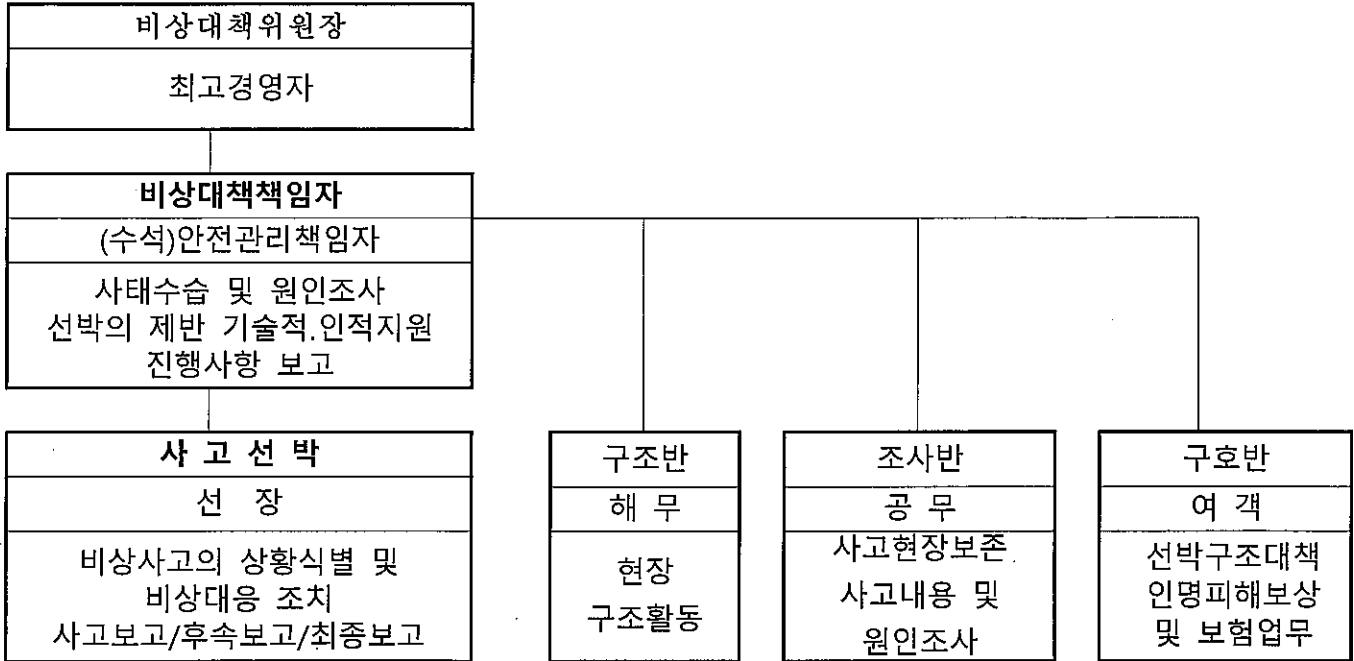 비상대책위원장
최고경영자
비상대책책임자
(수석)안전관리책임자
사태수습 및 원인조사
선박의 제반 기술적.인적지원
진행사항 보고
사 고 선 박
선 장
비상사고의 상황식별 및
비상대응 조치
사고보고/후속보고/최종보고
구조반
해 무
현장
구조활동
조사반
공 무
사고현장보존
사고내용 및
원인조사
구호반
여 객
선박구조대책
인명피해보상
및 보험업무